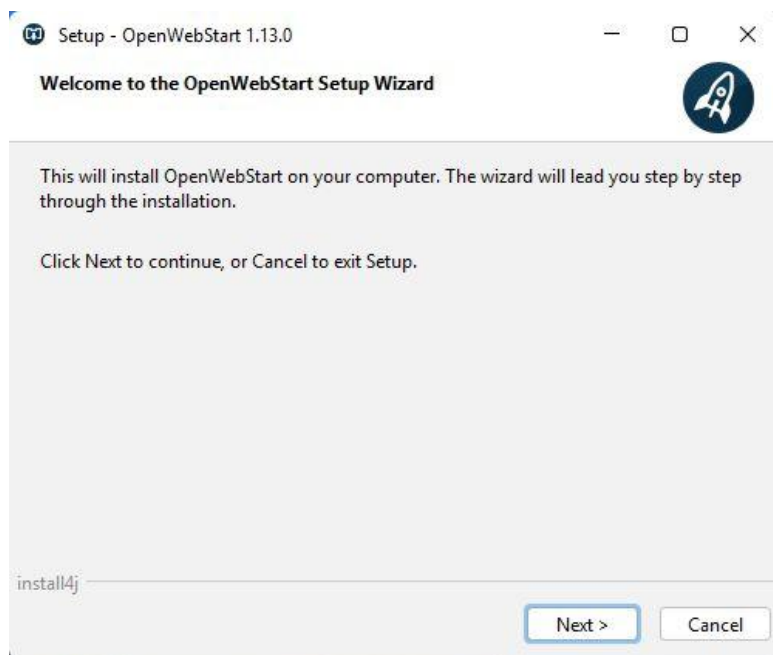 Setup - OpenWebStart 1.13.0
Welcome to the OpenWebStart Setup Wizard
This will install OpenWebStart on your computer. The wizard will lead you step by step
through the installation.
Click Next to continue, or Cancel to exit Setup.
install4j
Next >
Cancel